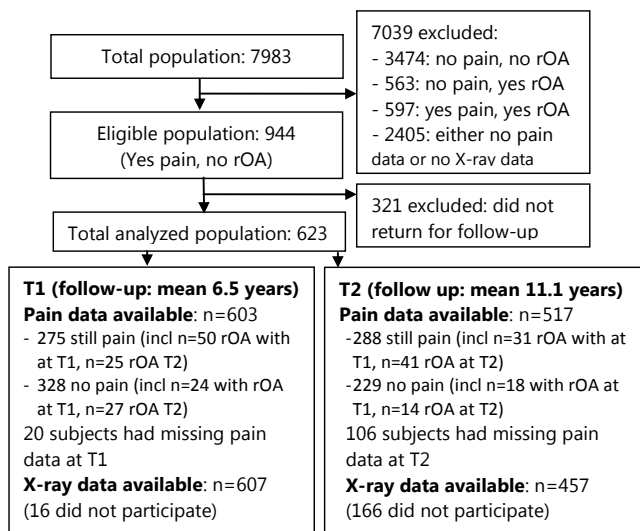 Total population: 7983
7039 excluded:
- 3474: no pain, no rOA
- 563: no pain, yes rOA
- 597: yes pain, yes rOA
- 2405: either no pain
data or no X-ray data
Eligible population: 944
(Yes pain, no rOA)
321 excluded: did not
return for follow-up
Total analyzed population: 623
T1 (follow-up: mean 6.5 years)
Pain data available: n=603
- 275 still pain (incl n=50 rOA with
at T1, n=25 rOA T2)
- 328 no pain (incl n=24 with rOA
at T1, n=27 rOA T2)
20 subjects had missing pain
data at T1
X-ray data available: n=607
(16 did not participate)
T2 (follow up: mean 11.1 years)
Pain data available: n=517
-288 still pain (incl n=31 rOA with at
T1, n=41 rOA at T2)
-229 no pain (incl n=18 with rOA at
T1, n=14 rOA at T2)
106 subjects had missing pain
data at T2
X-ray data available: n=457
(166 did not participate)